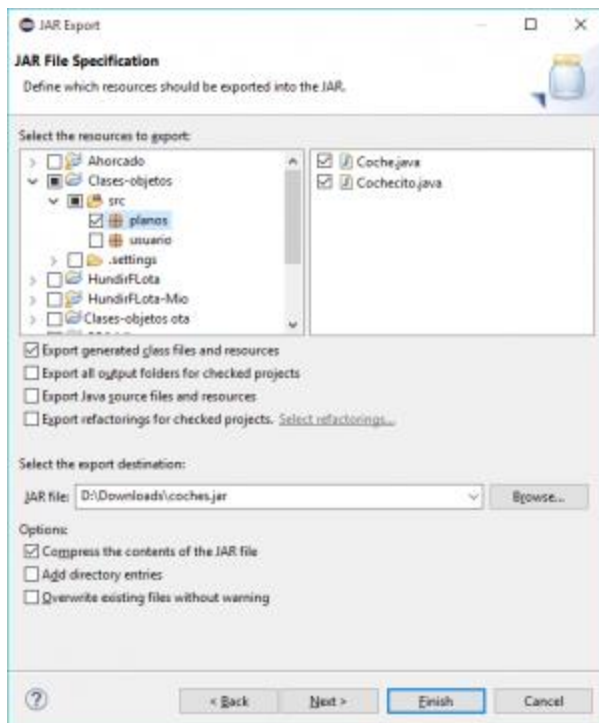 JAR Export
JAR File Specification
Define which resources should be exported into the JAR.
Select the resources to export:
Ahorcado
Clases-objetos
src
planos
usuario
.settings
HundirFLota
HundirFLota-Mio
Clases-objetos ota
Coche.java
Cochecito.java
Export generated class files and resources
Export all output folders for checked projects
Export Java source files and resources
Export refactorings for checked projects. Select refactorings...
Select the export destination:
JAR file: D:\Downloads\coches.jar Browse...
Options:
Compress the contents of the JAR file
Add directory entries
Overwrite existing files without warning
? < Back Next > Finish Cancel